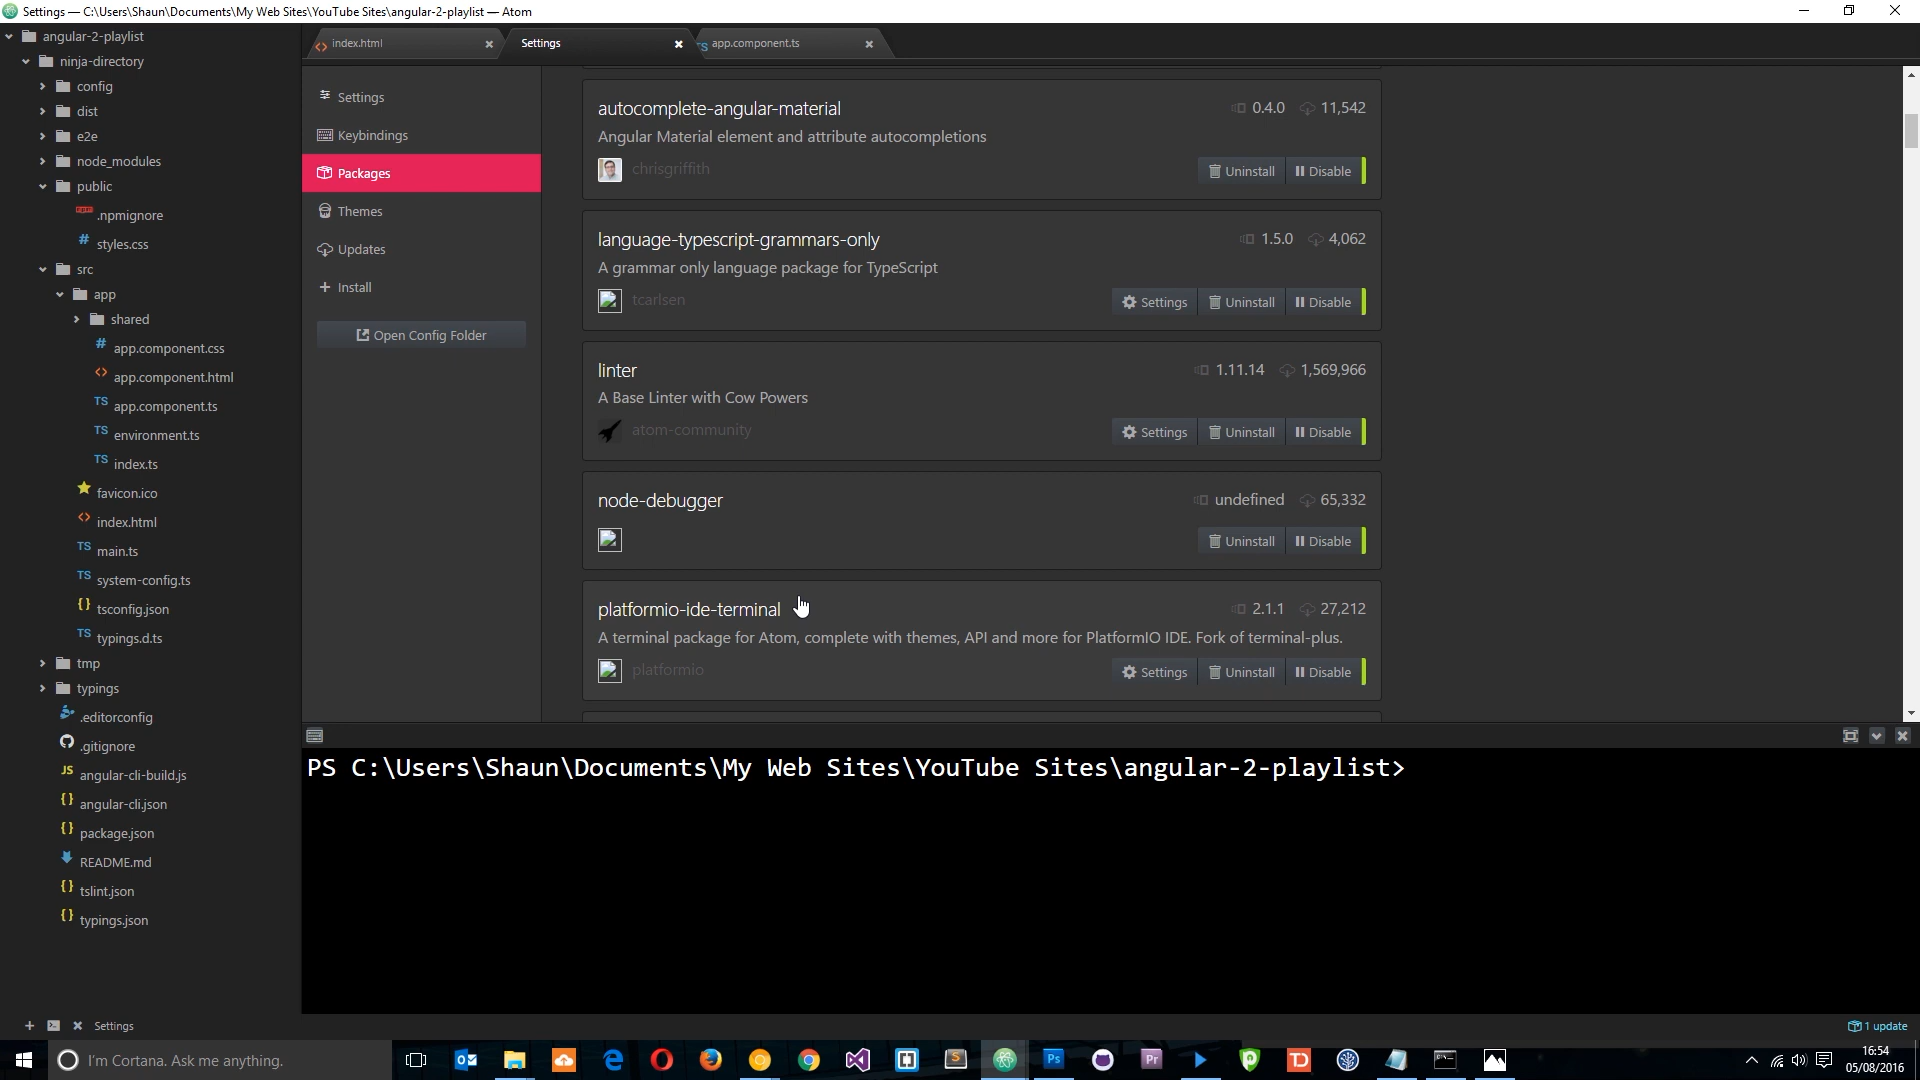 Settings — C:\Users\Shaun\Documents\My Web Sites\YouTube Sites\angular-2-playlist — Atom
angular-2-playlist
ninja-directory
config
dist
e2e
node_modules
public
.npmignore
styles.css
src
app
shared
app.component.css
app.component.html
TS app.component.ts
TS environment.ts
TS index.ts
favicon.ico
index.html
TS main.ts
TS system-config.ts
tsconfig.json
TS typings.d.ts
tmp
typings
.editorconfig
.gitignore
JS angular-cli-build.js
angular-cli.json
package.json
README.md
tslint.json
typings.json
index.html
Settings
app.component.ts
Settings
Keybindings
Packages
Themes
Updates
Install
Open Config Folder
autocomplete-angular-material 0.4.0 11,542
Angular Material element and attribute autocompletions
chrisgriffith Uninstall Disable
language-typescript-grammars-only 1.5.0 4,062
A grammar only language package for TypeScript
tcarlsen Settings Uninstall Disable
linter 1.11.14 1,569,966
A Base Linter with Cow Powers
atom-community Settings Uninstall Disable
node-debugger undefined 65,332
Uninstall Disable
platformio-ide-terminal 2.1.1 27,212
A terminal package for Atom, complete with themes, API and more for PlatformIO IDE. Fork of terminal-plus.
platformio Settings Uninstall Disable
PS C:\Users\Shaun\Documents\My Web Sites\YouTube Sites\angular-2-playlist>
Settings
1 update
I'm Cortana. Ask me anything.
Ps
Pr
TD
16:54
05/08/2016